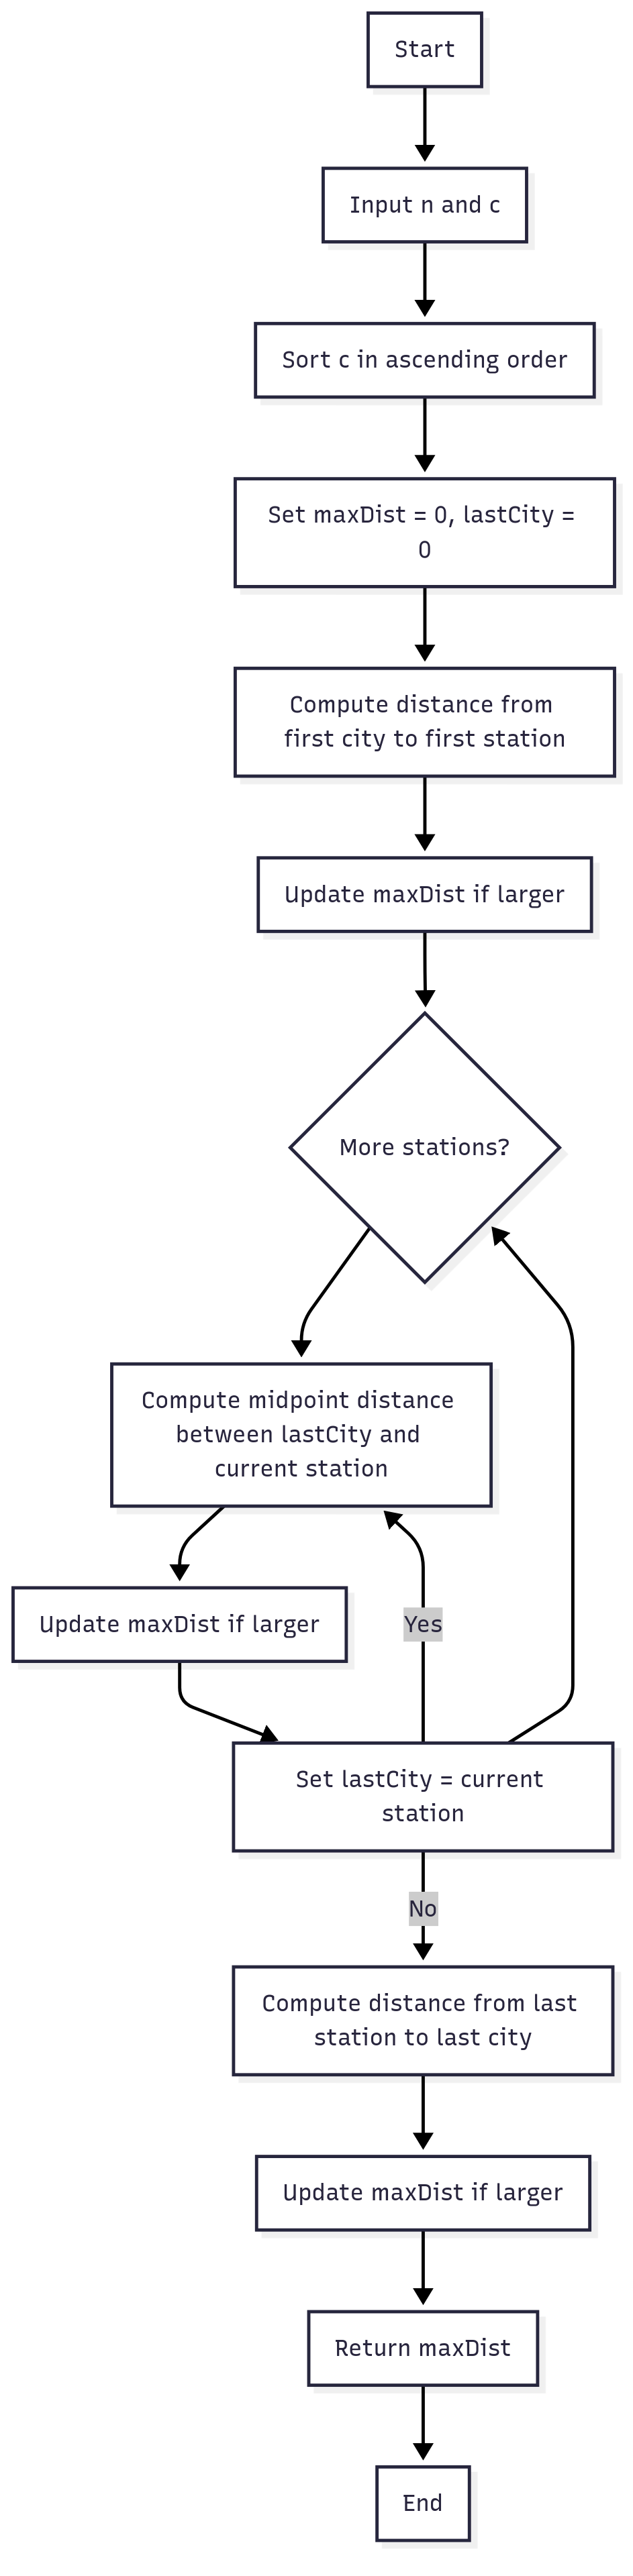 Start
Input n and c
Sort c in ascending order
Set maxDist = 0, lastCity =
0
Compute distance from
first city to first station
Update maxDist if larger
More stations?
Compute midpoint distance
between lastCity and
current station
Update maxDist if larger
Yes
Set lastCity = current
station
No
Compute distance from last
station to last city
Update maxDist if larger
Return maxDist
End